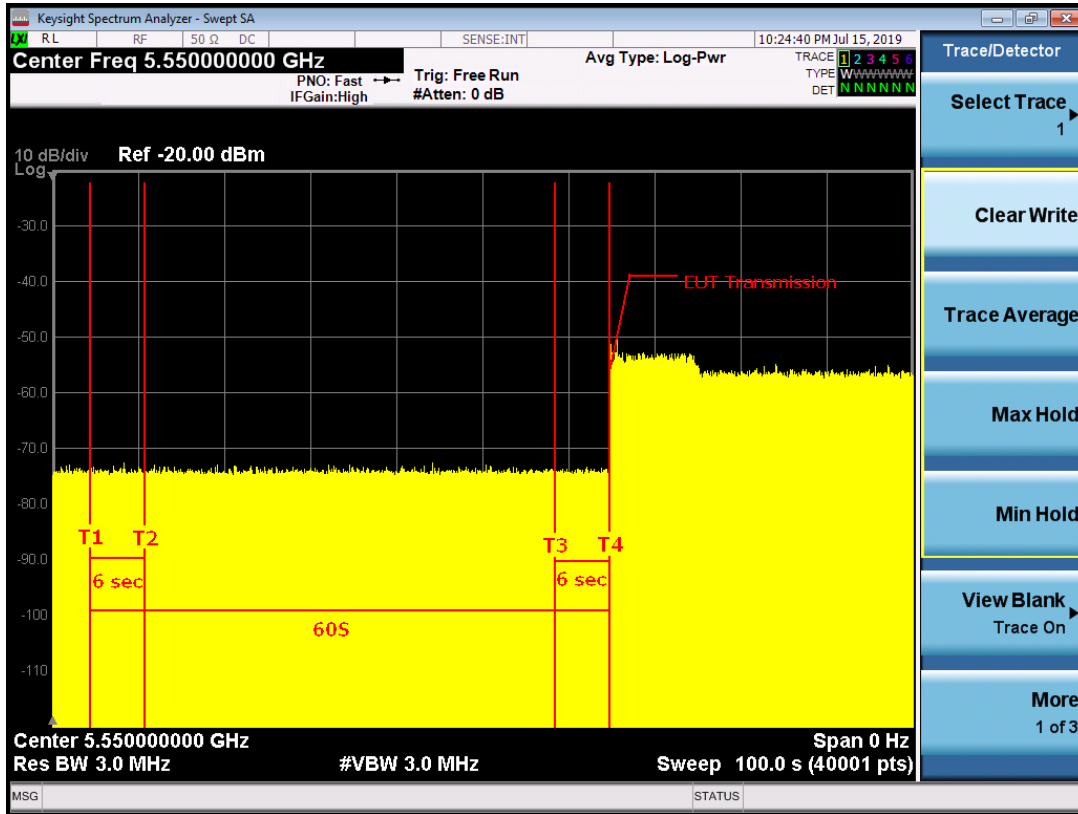 Keysight Spectrum Analyzer - Swept SA
LXI RL RF 50 Ω DC SENSE:INT 10:24:40 PM Jul 15, 2019
Center Freq 5.550000000 GHz
PNO: Fast
IFGain:High
Trig: Free Run
#Atten: 0 dB
Avg Type: Log-Pwr
TRACE 1 2 3 4 5 6
TYPE W W W W W W
DET N N N N N N
10 dB/div Ref -20.00 dBm
Log
-30.0
-40.0
-50.0
-60.0
-70.0
-80.0
-90.0
-100
-110
EUT Transmission
T1 T2
T3 T4
6 sec
6 sec
60S
Center 5.550000000 GHz Span 0 Hz
Res BW 3.0 MHz #VBW 3.0 MHz Sweep 100.0 s (40001 pts)
MSG STATUS
Trace/Detector
Select Trace
1
Clear Write
Trace Average
Max Hold
Min Hold
View Blank
Trace On
More
1 of 3